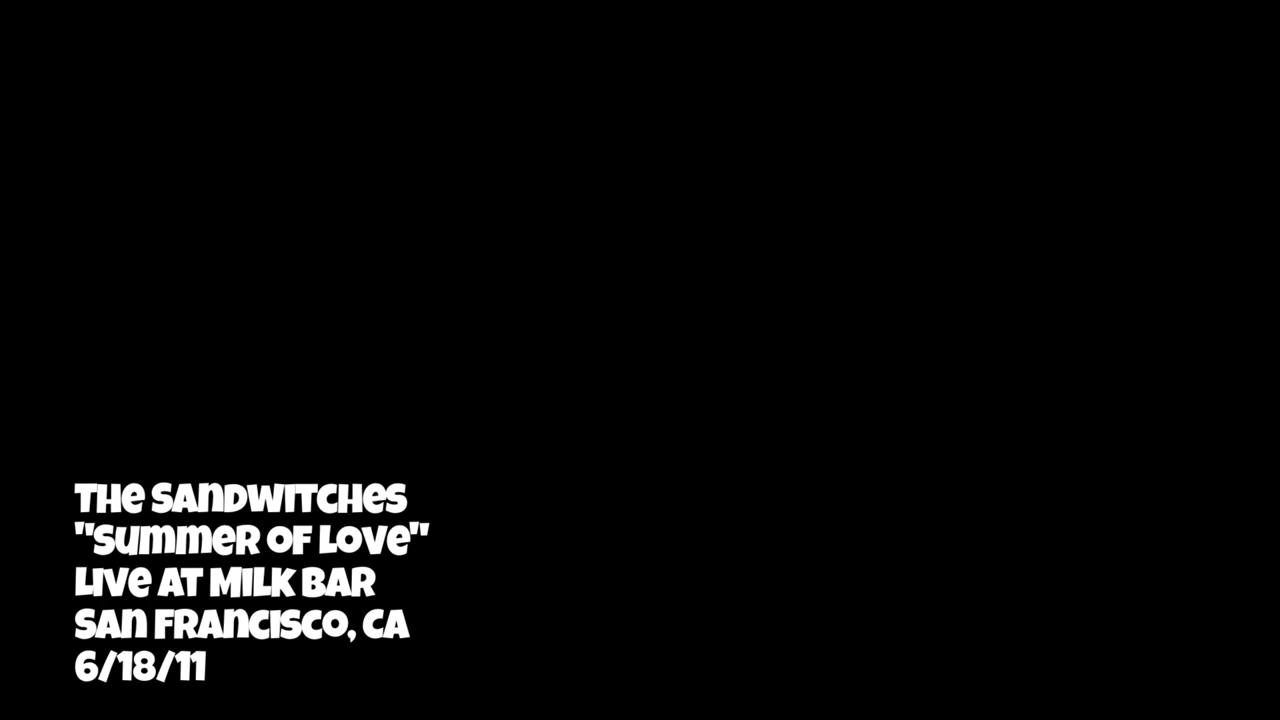 THE SANDWITCHES
"SUMMER OF LOVE"
LIVE AT MILK BAR
SAN FRANCISCO, CA
6/18/11